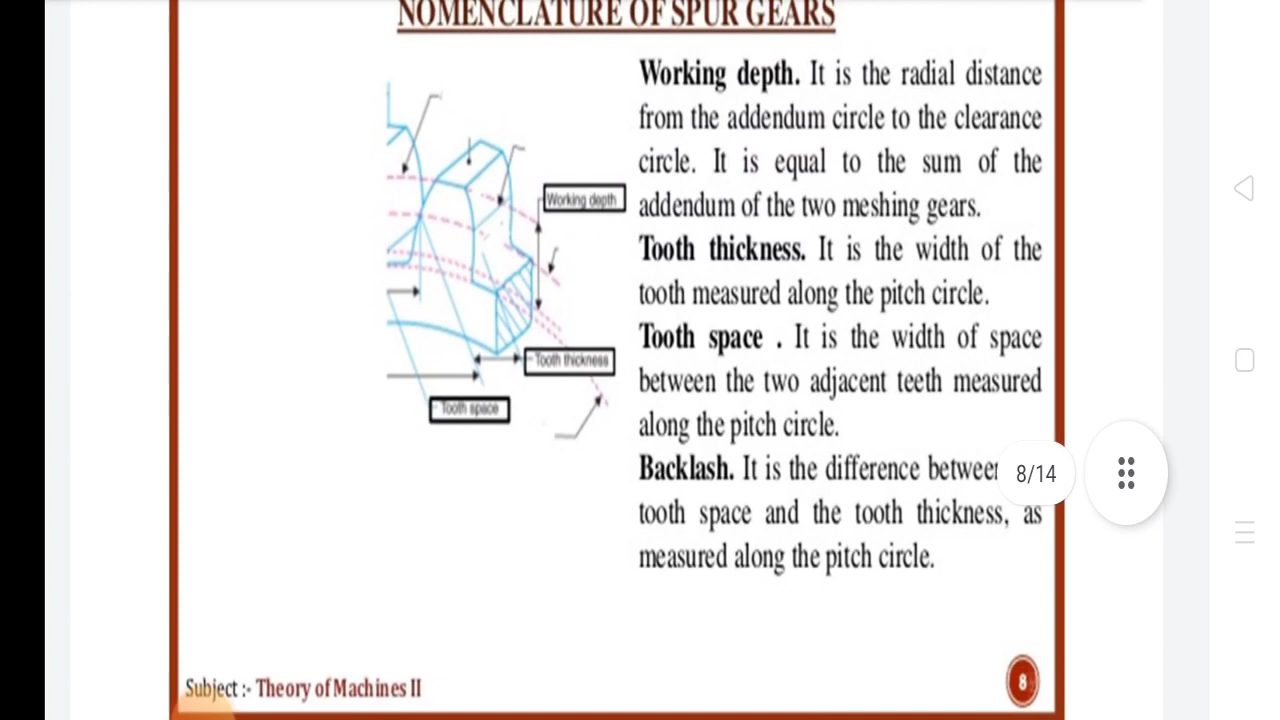 NOMENCLATURE OF SPUR GEARS
Working depth. It is the radial distance
from the addendum circle to the clearance
circle. It is equal to the sum of the
addendum of the two meshing gears.
Tooth thickness. It is the width of the
tooth measured along the pitch circle.
Tooth space . It is the width of space
between the two adjacent teeth measured
along the pitch circle.
Backlash. It is the difference between
tooth space and the tooth thickness, as
measured along the pitch circle.
Working depth
Tooth thickness
Tooth space
8/14
Subject :- Theory of Machines II
8